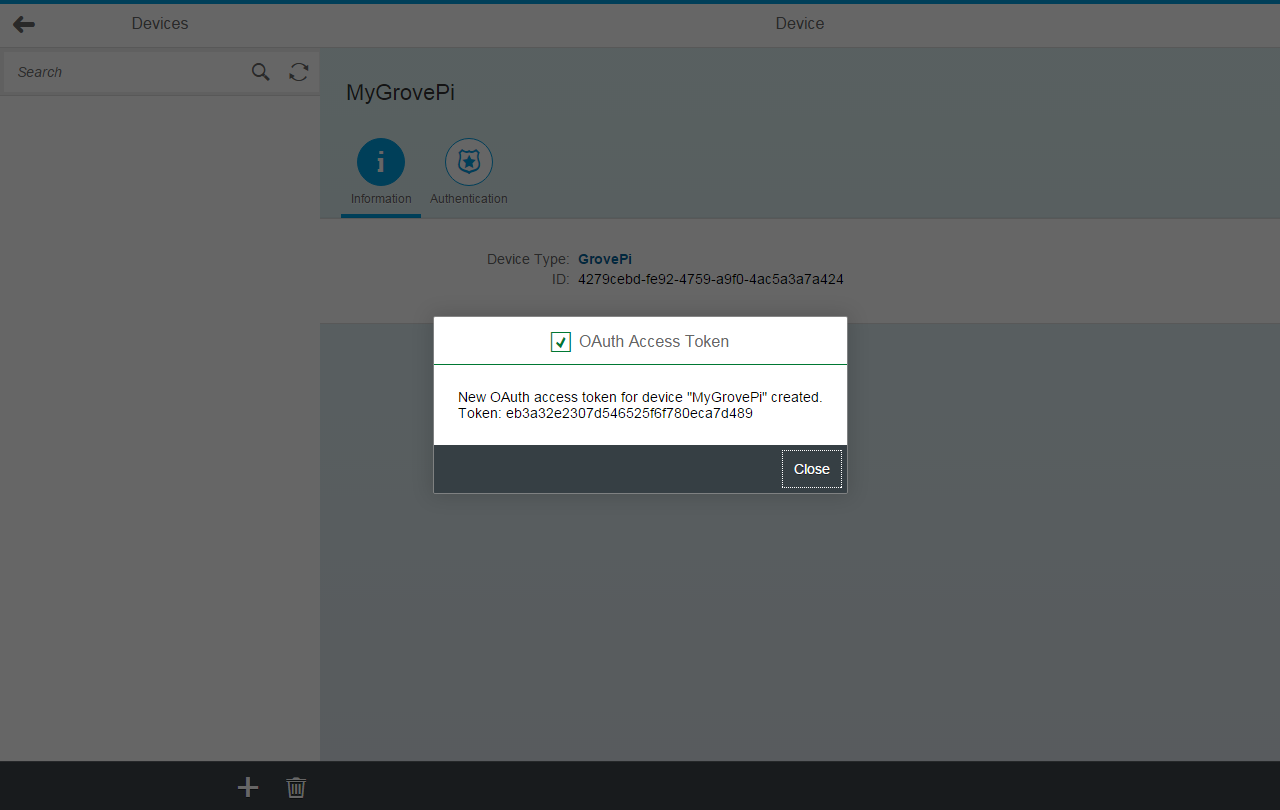 Devices
Device
Search
MyGrovePi
Information
Authentication
Device Type: GrovePi
ID: 4279cebd-fe92-4759-a9f0-4ac5a3a7a424
OAuth Access Token
New OAuth access token for device "MyGrovePi" created.
Token: eb3a32e2307d546525f6f780eca7d489
Close